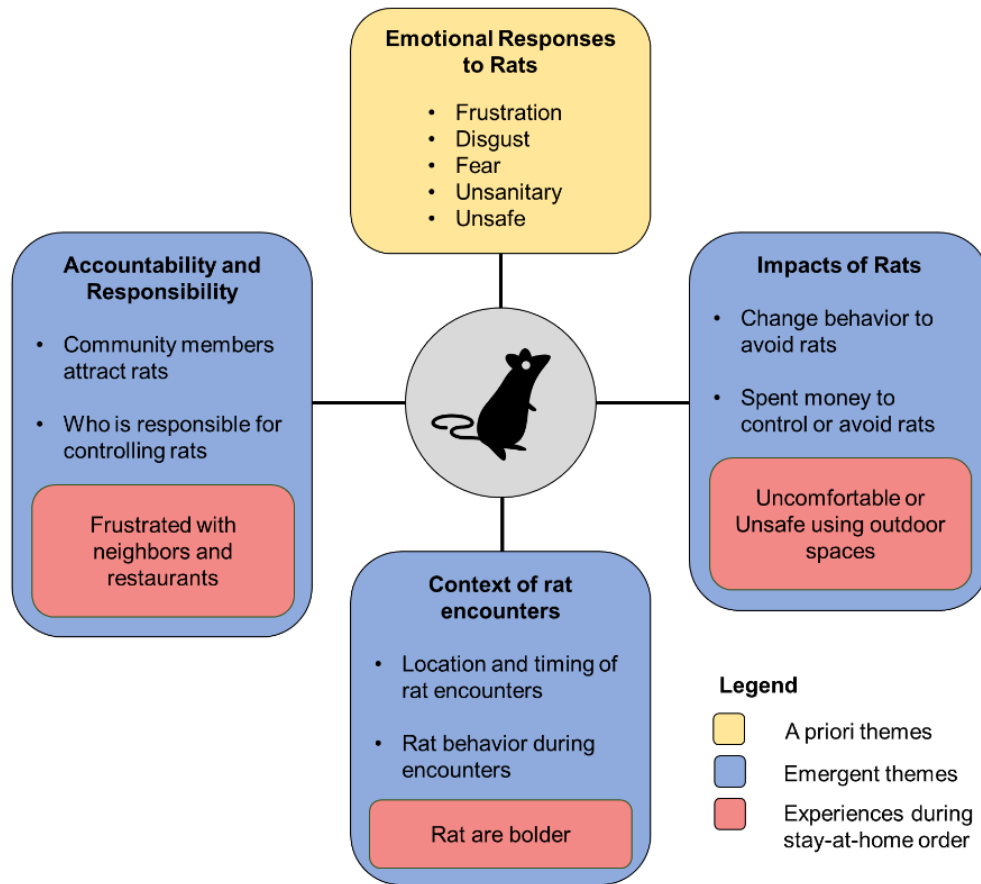 Emotional Responses
to Rats
• Frustration
• Disgust
• Fear
• Unsanitary
• Unsafe
Accountability and
Responsibility
• Community members
attract rats
• Who is responsible for
controlling rats
Frustrated with
neighbors and
restaurants
Impacts of Rats
• Change behavior to
avoid rats
• Spent money to
control or avoid rats
Uncomfortable or
Unsafe using outdoor
spaces
Context of rat
encounters
• Location and timing of
rat encounters
• Rat behavior during
encounters
Rat are bolder
Legend
A priori themes
Emergent themes
Experiences during
stay-at-home order